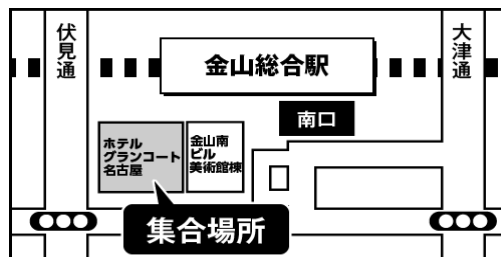 伏見通
大津通
金山総合駅
南口
ホテル
グランコート
名古屋
金山南
ビル
美術館棟
集合場所